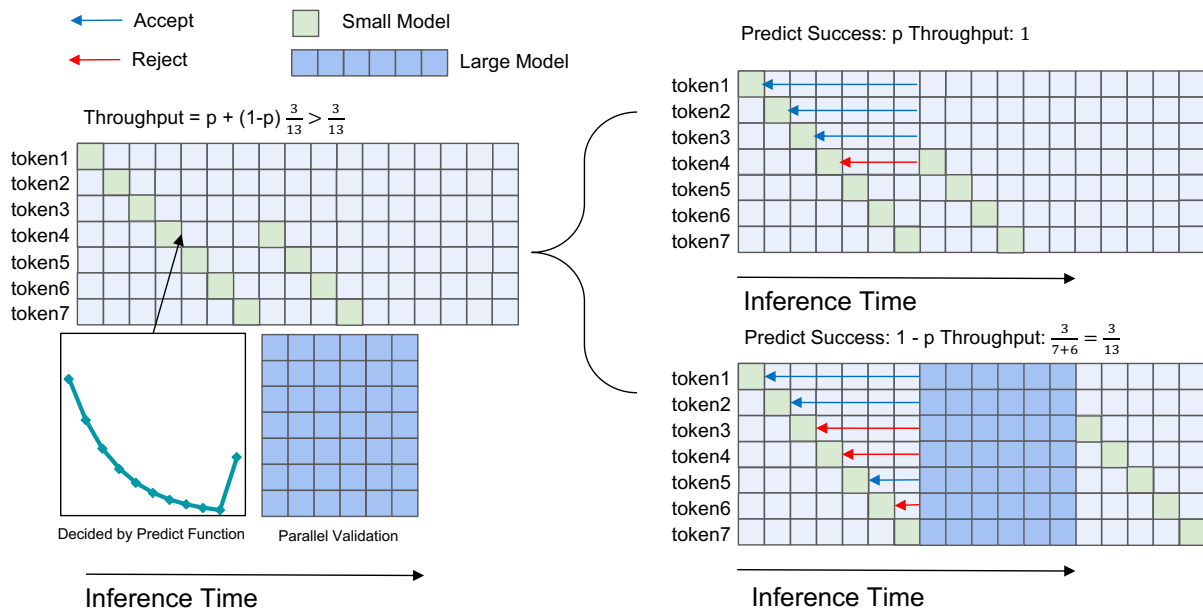 Accept
Small Model
Reject
Large Model
Throughput = p + (1-p) 3/13 > 3/13
token1
token2
token3
token4
token5
token6
token7
Decided by Predict Function
Parallel Validation
Inference Time
Predict Success: p Throughput: 1
token1
token2
token3
token4
token5
token6
token7
Inference Time
Predict Success: 1 - p Throughput: 3/(7+6) = 3/13
token1
token2
token3
token4
token5
token6
token7
Inference Time